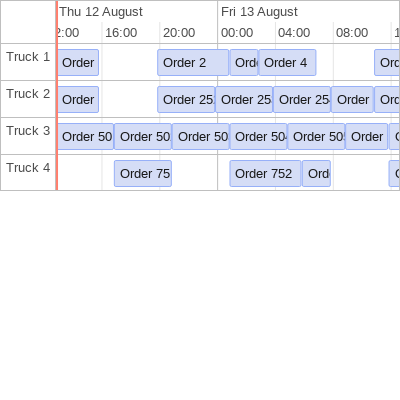 Thu 12 August Fri 13 August
2:00 16:00 20:00 00:00 04:00 08:00 1
Truck 1 Order Order 2 Ord Order 4 Ord
Truck 2 Order Order 25 Order 25 Order 25 Order Ord
Truck 3 Order 50 Order 50 Order 50 Order 504 Order 505 Order
Truck 4 Order 75 Order 752 Ord